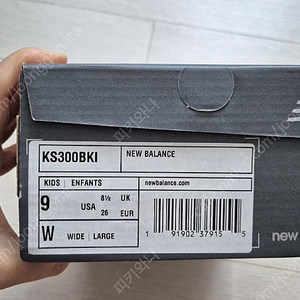 KS300BKI
NEW BALANCE
KIDS | ENFANTS
newbalance.com
9 USA 8½ UK
26 EUR
W WIDE | LARGE
1 91902 37915 5
new